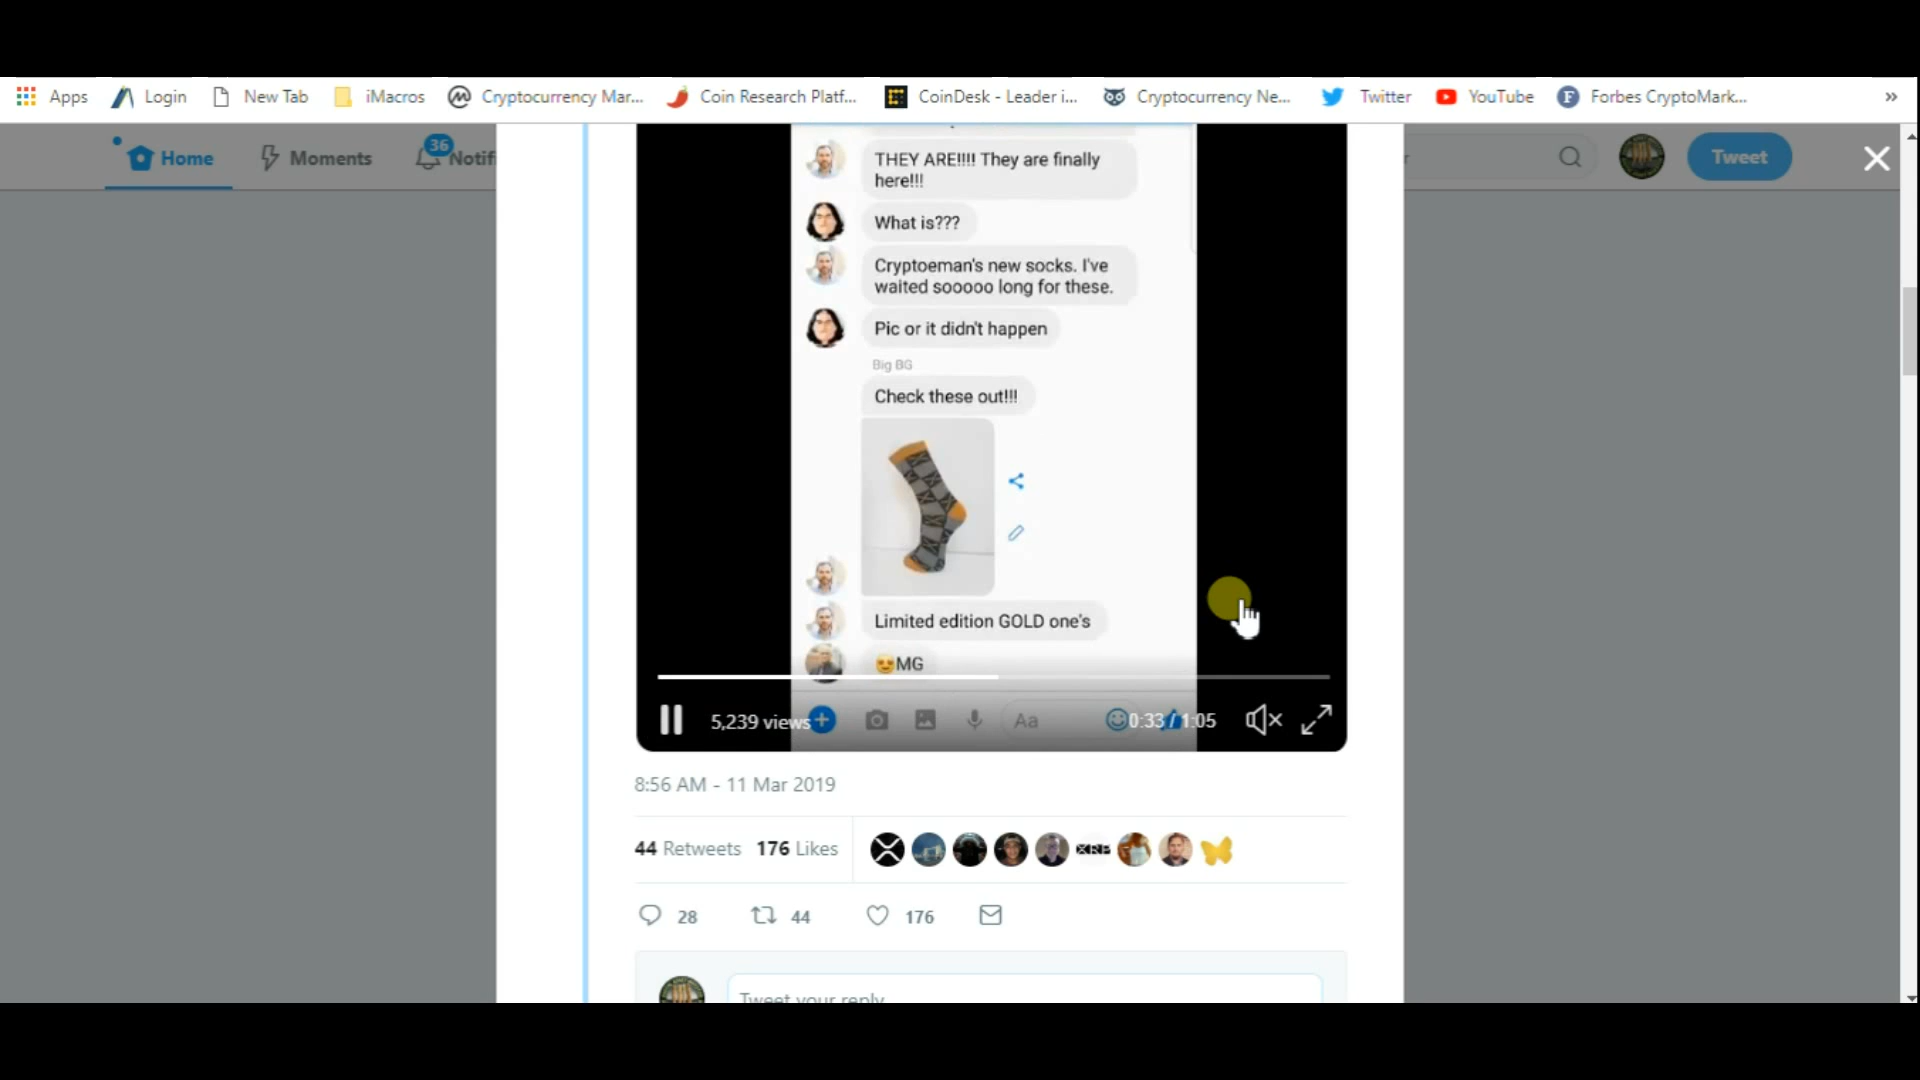 Apps
Login
New Tab
iMacros
Cryptocurrency Mar...
Coin Research Platf...
CoinDesk - Leader i...
Cryptocurrency Ne...
Twitter
YouTube
Forbes CryptoMark...
»
Home
Moments
36
Notif
Tweet
THEY ARE!!!! They are finally
here!!!
What is???
Cryptoeman's new socks. I've
waited sooooo long for these.
Pic or it didn't happen
Big BG
Check these out!!!
Limited edition GOLD one's
😍MG
5,239 views
Aa
0:33 / 1:05
8:56 AM - 11 Mar 2019
44 Retweets 176 Likes
XRP
28
44
176
Tweet your reply